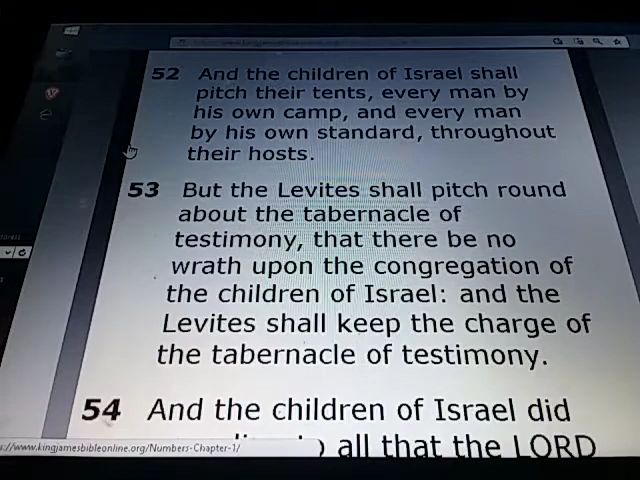 52 And the children of Israel shall
pitch their tents, every man by
his own camp, and every man
by his own standard, throughout
their hosts.
53 But the Levites shall pitch round
about the tabernacle of
testimony, that there be no
wrath upon the congregation of
the children of Israel: and the
Levites shall keep the charge of
the tabernacle of testimony.
54 And the children of Israel did
all that the LORD
s://www.kingjamesbibleonline.org/Numbers-Chapter-1/